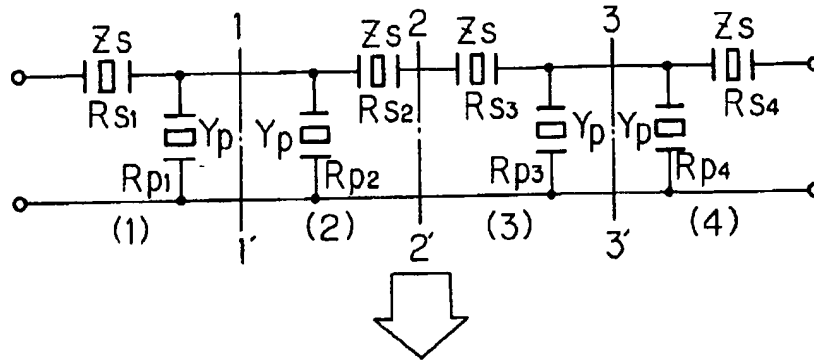 1 2 3
Zs Zs Zs Zs
Rs1 Yp Yp Rs2 Rs3 Yp Yp Rs4
Rp1 Rp2 Rp3 Rp4
(1) (2) (3) (4)
1' 2' 3'